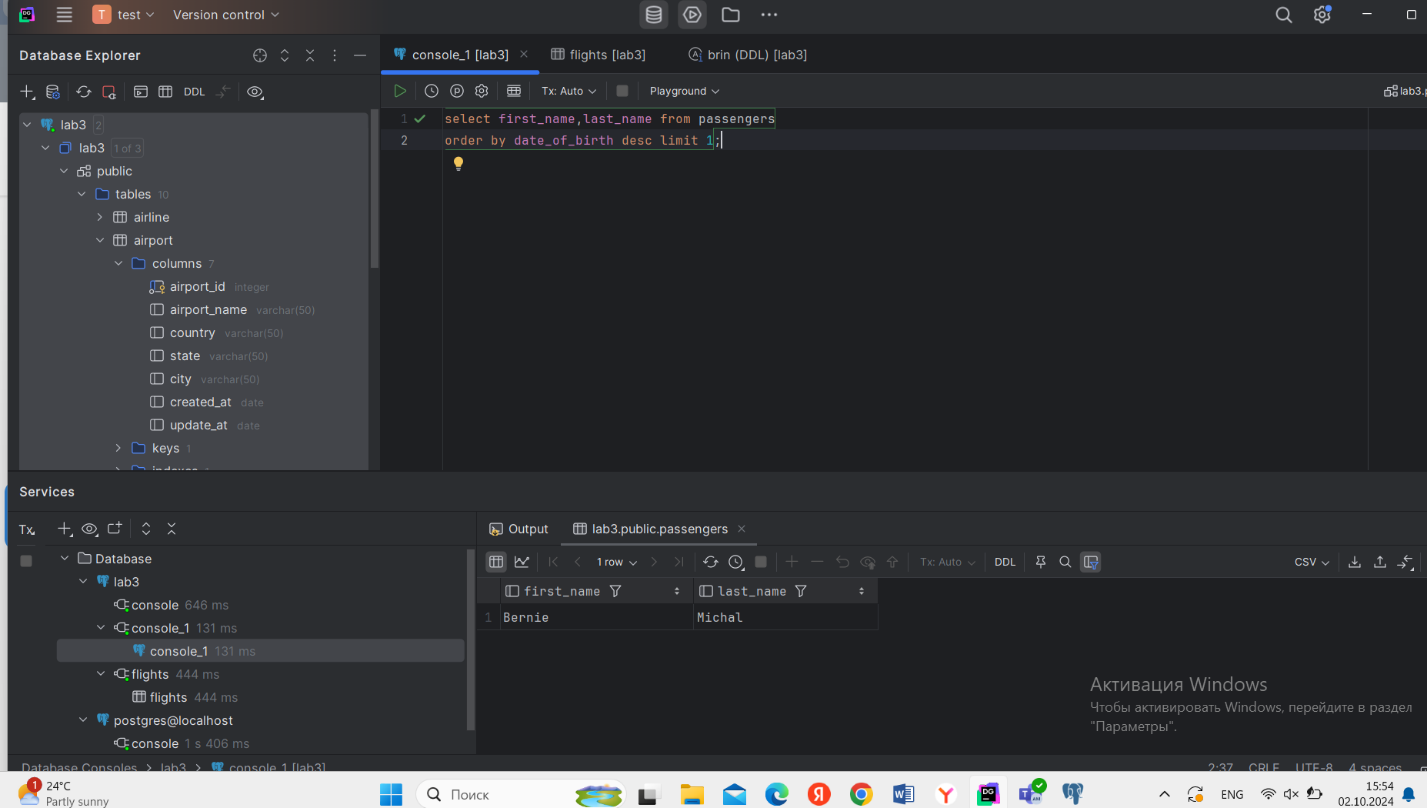 T test Version control
Database Explorer
console_1 [lab3]
flights [lab3]
brin (DDL) [lab3]
DDL
Tx: Auto
Playground
lab3.
lab3 2
lab3 1 of 3
public
tables 10
airline
airport
columns 7
airport_id integer
airport_name varchar(50)
country varchar(50)
state varchar(50)
city varchar(50)
created_at date
update_at date
keys 1
indexes
1 select first_name,last_name from passengers
2 order by date_of_birth desc limit 1;
Services
Tx
Database
lab3
console 646 ms
console_1 131 ms
console_1 131 ms
flights 444 ms
flights 444 ms
postgres@localhost
console 1 s 406 ms
Output
lab3.public.passengers
1 row
Tx: Auto
DDL
CSV
first_name last_name
1 Bernie Michal
Активация Windows
Чтобы активировать Windows, перейдите в раздел
"Параметры".
Database Consoles > lab3 > console_1 [lab3]
2:37 CRLF UTF-8 4 spaces
1
24°C
Partly sunny
Поиск
ENG
15:54
02.10.2024